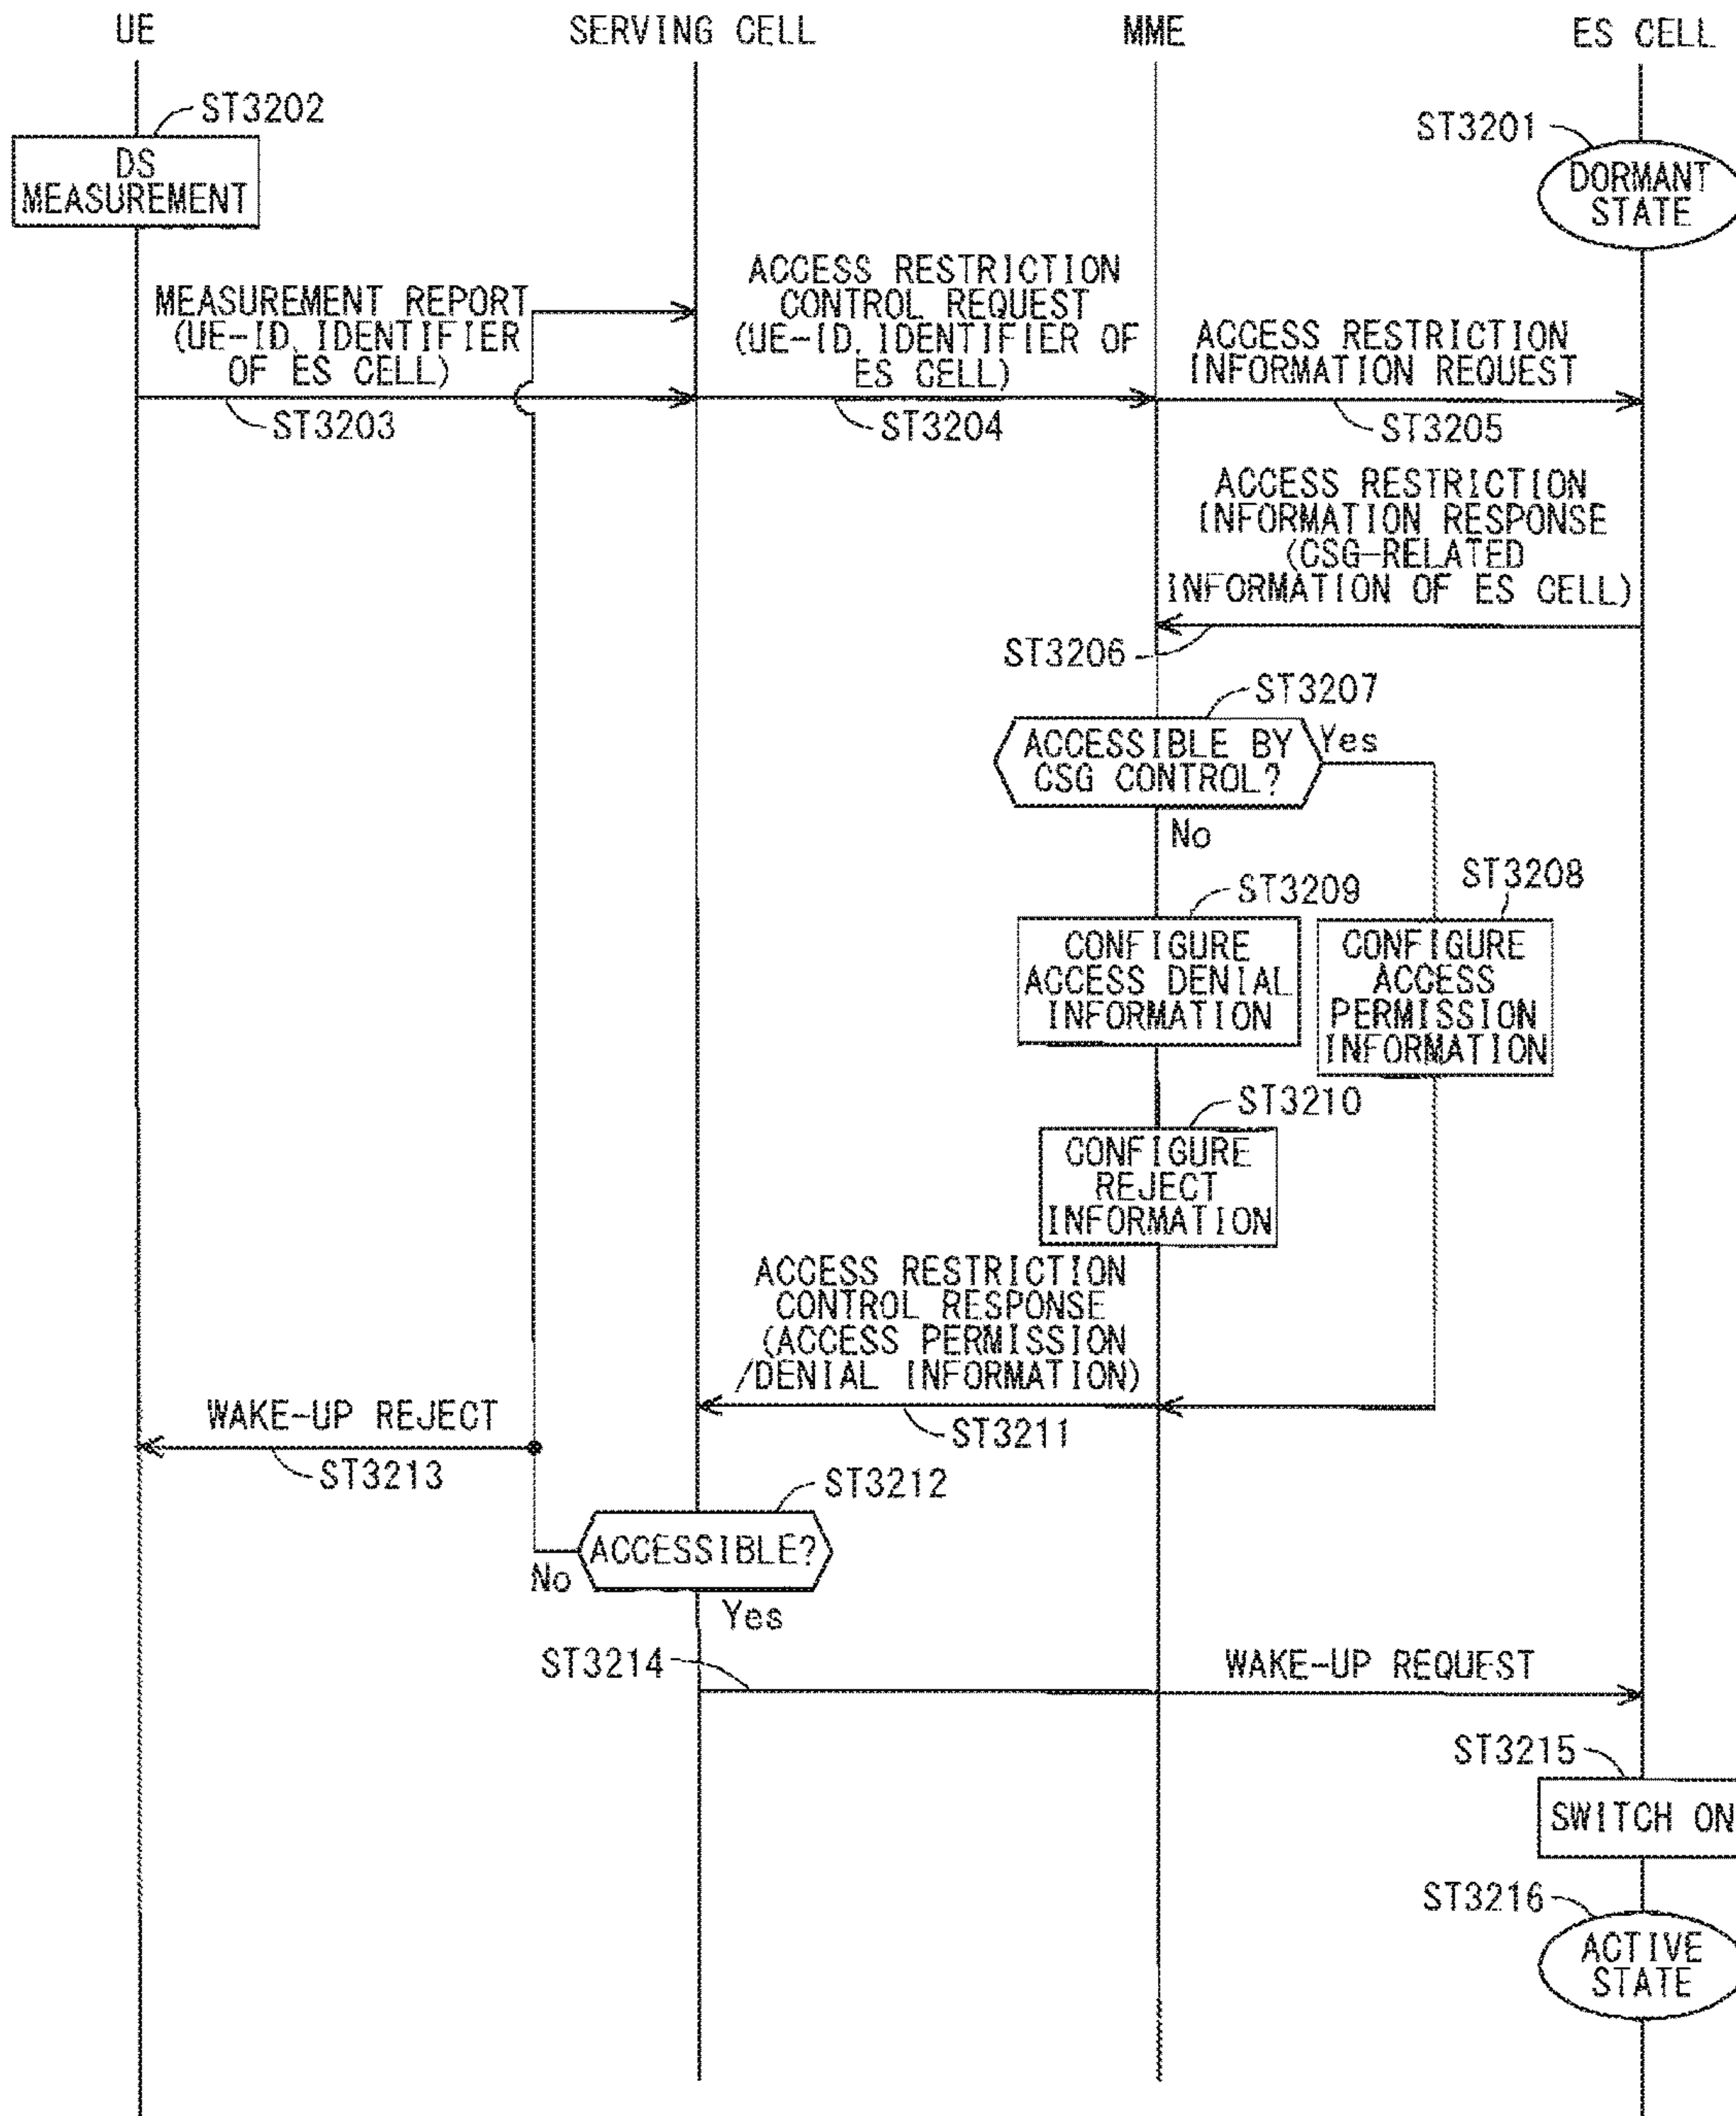 UE
SERVING CELL
MME
ES CELL
ST3202
DS
MEASUREMENT
ST3201
DORMANT
STATE
MEASUREMENT REPORT
(UE-ID, IDENTIFIER
OF ES CELL)
ST3203
ACCESS RESTRICTION
CONTROL REQUEST
(UE-ID, IDENTIFIER OF
ES CELL)
ST3204
ACCESS RESTRICTION
INFORMATION REQUEST
ST3205
ACCESS RESTRICTION
INFORMATION RESPONSE
(CSG-RELATED
INFORMATION OF ES CELL)
ST3206
ST3207
ACCESSIBLE BY
CSG CONTROL?
Yes
No
ST3209
CONFIGURE
ACCESS DENIAL
INFORMATION
ST3208
CONFIGURE
ACCESS
PERMISSION
INFORMATION
ST3210
CONFIGURE
REJECT
INFORMATION
ACCESS RESTRICTION
CONTROL RESPONSE
(ACCESS PERMISSION
/DENIAL INFORMATION)
ST3211
WAKE-UP REJECT
ST3213
ST3212
ACCESSIBLE?
No
Yes
ST3214
WAKE-UP REQUEST
ST3215
SWITCH ON
ST3216
ACTIVE
STATE